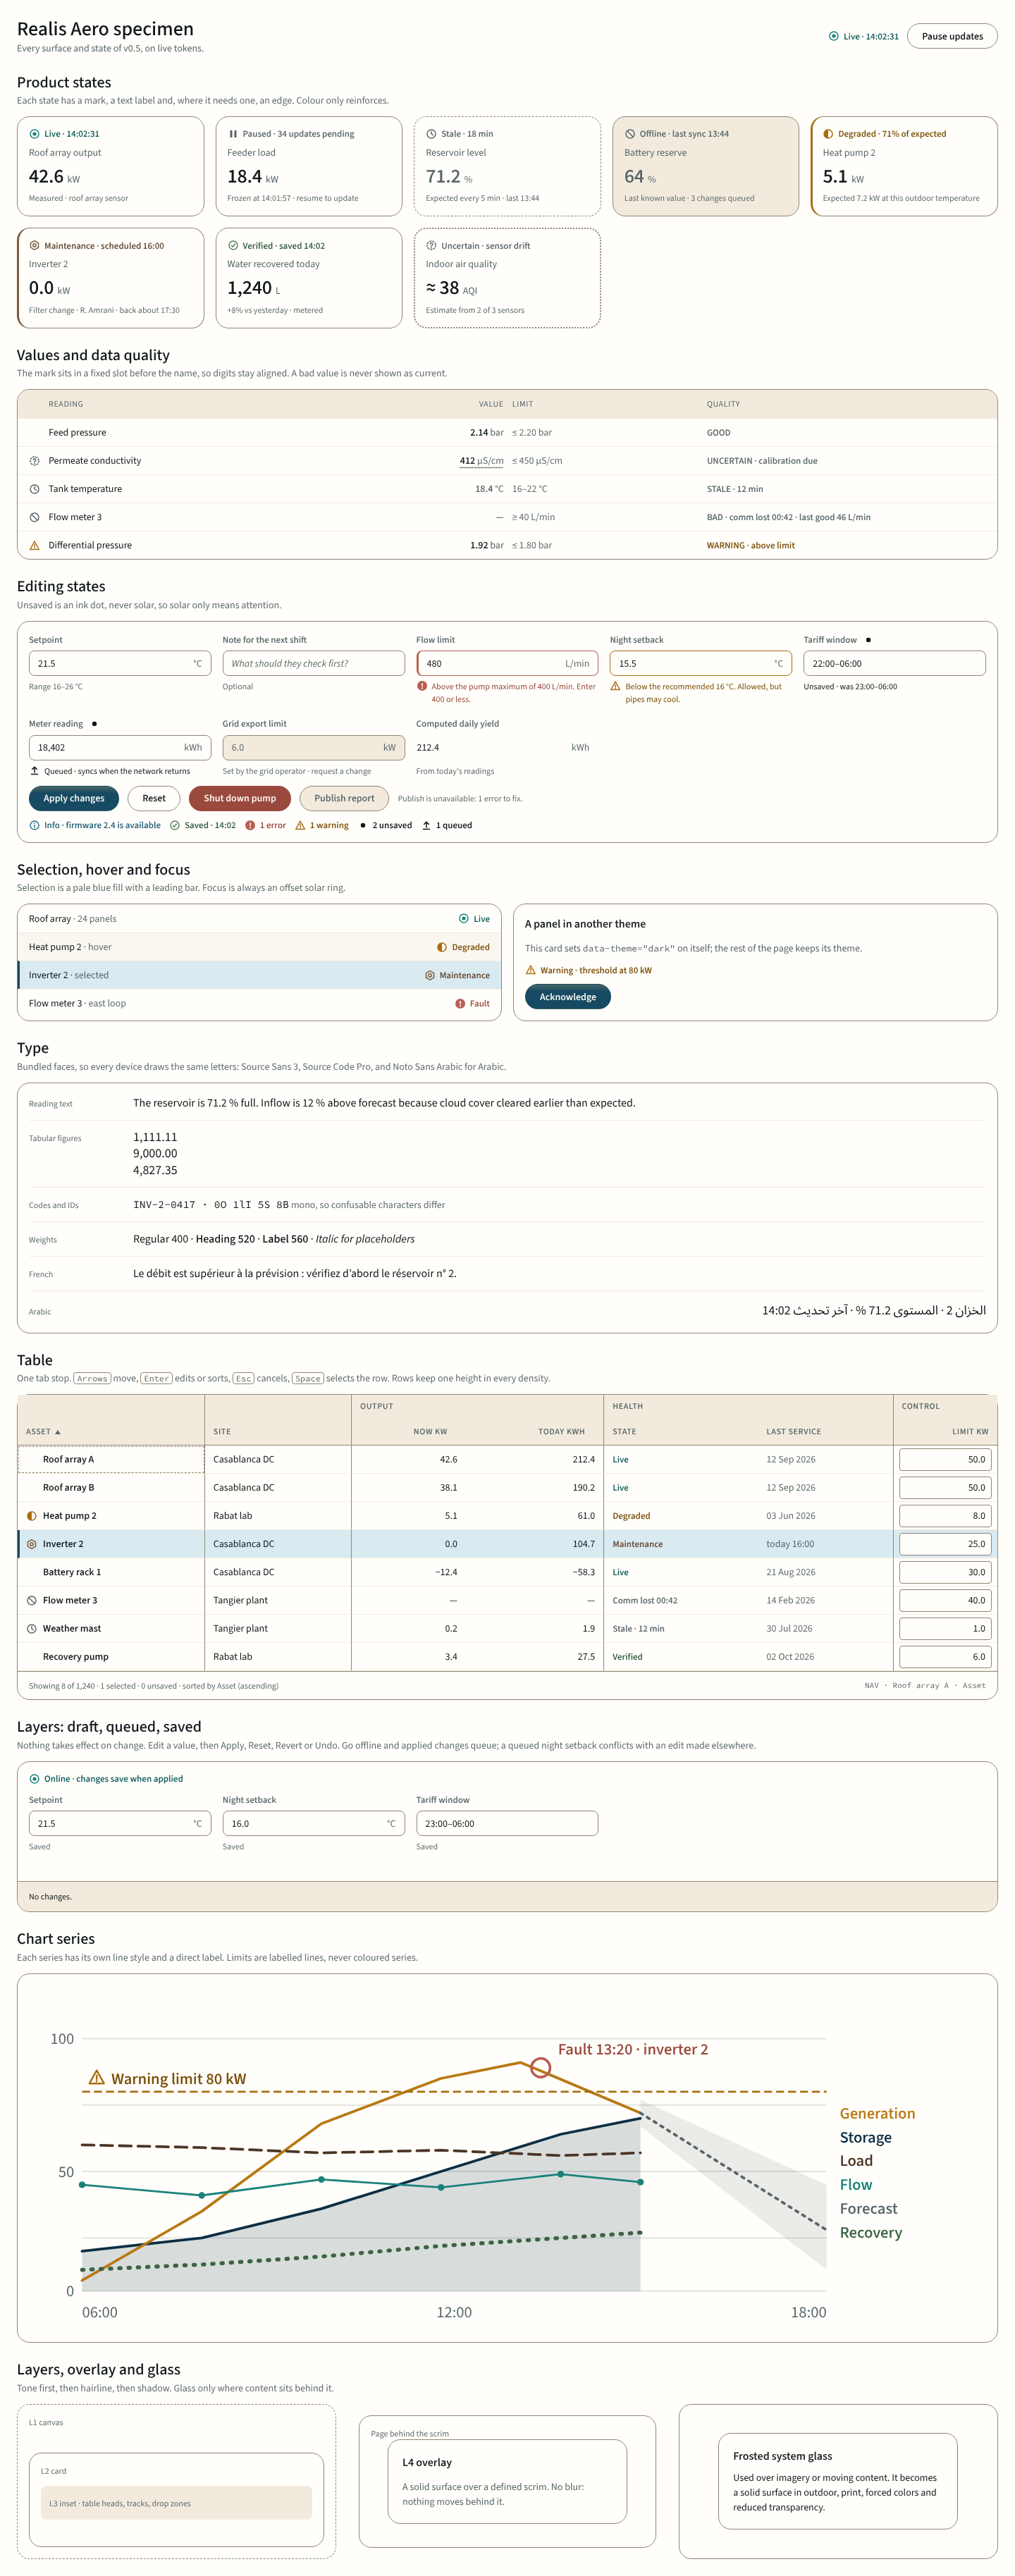 Realis Aero specimen
Every surface and state of v0.5, on live tokens.
Live · 14:02:31
Pause updates
Product states
Each state has a mark, a text label and, where it needs one, an edge. Colour only reinforces.
Live · 14:02:31
Roof array output
42.6 kW
Measured · roof array sensor
Paused · 34 updates pending
Feeder load
18.4 kW
Frozen at 14:01:57 · resume to update
Stale · 18 min
Reservoir level
71.2 %
Expected every 5 min · last 13:44
Offline · last sync 13:44
Battery reserve
64 %
Last known value · 3 changes queued
Degraded · 71% of expected
Heat pump 2
5.1 kW
Expected 7.2 kW at this outdoor temperature
Maintenance · scheduled 16:00
Inverter 2
0.0 kW
Filter change · R. Amrani · back about 17:30
Verified · saved 14:02
Water recovered today
1,240 L
+8% vs yesterday · metered
Uncertain · sensor drift
Indoor air quality
≈ 38 AQI
Estimate from 2 of 3 sensors
Values and data quality
The mark sits in a fixed slot before the name, so digits stay aligned. A bad value is never shown as current.
READING VALUE LIMIT QUALITY
Feed pressure 2.14 bar ≤ 2.20 bar GOOD
Permeate conductivity 412 µS/cm ≤ 450 µS/cm UNCERTAIN · calibration due
Tank temperature 18.4 °C 16–22 °C STALE · 12 min
Flow meter 3 — ≥ 40 L/min BAD · comm lost 00:42 · last good 46 L/min
Differential pressure 1.92 bar ≤ 1.80 bar WARNING · above limit
Editing states
Unsaved is an ink dot, never solar, so solar only means attention.
Setpoint
21.5 °C
Range 16–26 °C
Note for the next shift
What should they check first?
Optional
Flow limit
480 L/min
Above the pump maximum of 400 L/min. Enter
400 or less.
Night setback
15.5 °C
Below the recommended 16 °C. Allowed, but
pipes may cool.
Tariff window
22:00–06:00
Unsaved · was 23:00–06:00
Meter reading
18,402 kWh
Queued · syncs when the network returns
Grid export limit
6.0 kW
Set by the grid operator · request a change
Computed daily yield
212.4 kWh
From today's readings
Apply changes Reset Shut down pump Publish report Publish is unavailable: 1 error to fix.
Info · firmware 2.4 is available Saved · 14:02 1 error 1 warning 2 unsaved 1 queued
Selection, hover and focus
Selection is a pale blue fill with a leading bar. Focus is always an offset solar ring.
Roof array · 24 panels Live
Heat pump 2 · hover Degraded
Inverter 2 · selected Maintenance
Flow meter 3 · east loop Fault
A panel in another theme
This card sets data-theme="dark" on itself; the rest of the page keeps its theme.
Warning · threshold at 80 kW
Acknowledge
Type
Bundled faces, so every device draws the same letters: Source Sans 3, Source Code Pro, and Noto Sans Arabic for Arabic.
Reading text The reservoir is 71.2 % full. Inflow is 12 % above forecast because cloud cover cleared earlier than expected.
Tabular figures 1,111.11
9,000.00
4,827.35
Codes and IDs INV-2-0417 · 0O 1lI 5S 8B mono, so confusable characters differ
Weights Regular 400 · Heading 520 · Label 560 · Italic for placeholders
French Le débit est supérieur à la prévision : vérifiez d'abord le réservoir n° 2.
Arabic الخزان 2 · المستوى 71.2 % · آخر تحديث 14:02
Table
One tab stop. Arrows move, Enter edits or sorts, Esc cancels, Space selects the row. Rows keep one height in every density.
OUTPUT HEALTH CONTROL
ASSET ▲ SITE NOW KW TODAY KWH STATE LAST SERVICE LIMIT KW
Roof array A Casablanca DC 42.6 212.4 Live 12 Sep 2026 50.0
Roof array B Casablanca DC 38.1 190.2 Live 12 Sep 2026 50.0
Heat pump 2 Rabat lab 5.1 61.0 Degraded 03 Jun 2026 8.0
Inverter 2 Casablanca DC 0.0 104.7 Maintenance today 16:00 25.0
Battery rack 1 Casablanca DC −12.4 −58.3 Live 21 Aug 2026 30.0
Flow meter 3 Tangier plant — — Comm lost 00:42 14 Feb 2026 40.0
Weather mast Tangier plant 0.2 1.9 Stale · 12 min 30 Jul 2026 1.0
Recovery pump Rabat lab 3.4 27.5 Verified 02 Oct 2026 6.0
Showing 8 of 1,240 · 1 selected · 0 unsaved · sorted by Asset (ascending) NAV · Roof array A · Asset
Layers: draft, queued, saved
Nothing takes effect on change. Edit a value, then Apply, Reset, Revert or Undo. Go offline and applied changes queue; a queued night setback conflicts with an edit made elsewhere.
Online · changes save when applied
Setpoint Night setback Tariff window
21.5 °C 16.0 °C 23:00–06:00
Saved Saved Saved
No changes.
Chart series
Each series has its own line style and a direct label. Limits are labelled lines, never coloured series.
100
Fault 13:20 · inverter 2
Warning limit 80 kW
Generation
Storage
Load
50
Flow
Forecast
Recovery
0
06:00 12:00 18:00
Layers, overlay and glass
Tone first, then hairline, then shadow. Glass only where content sits behind it.
L1 canvas
L2 card
L3 inset · table heads, tracks, drop zones
Page behind the scrim
L4 overlay
A solid surface over a defined scrim. No blur:
nothing moves behind it.
Frosted system glass
Used over imagery or moving content. It becomes
a solid surface in outdoor, print, forced colors and
reduced transparency.